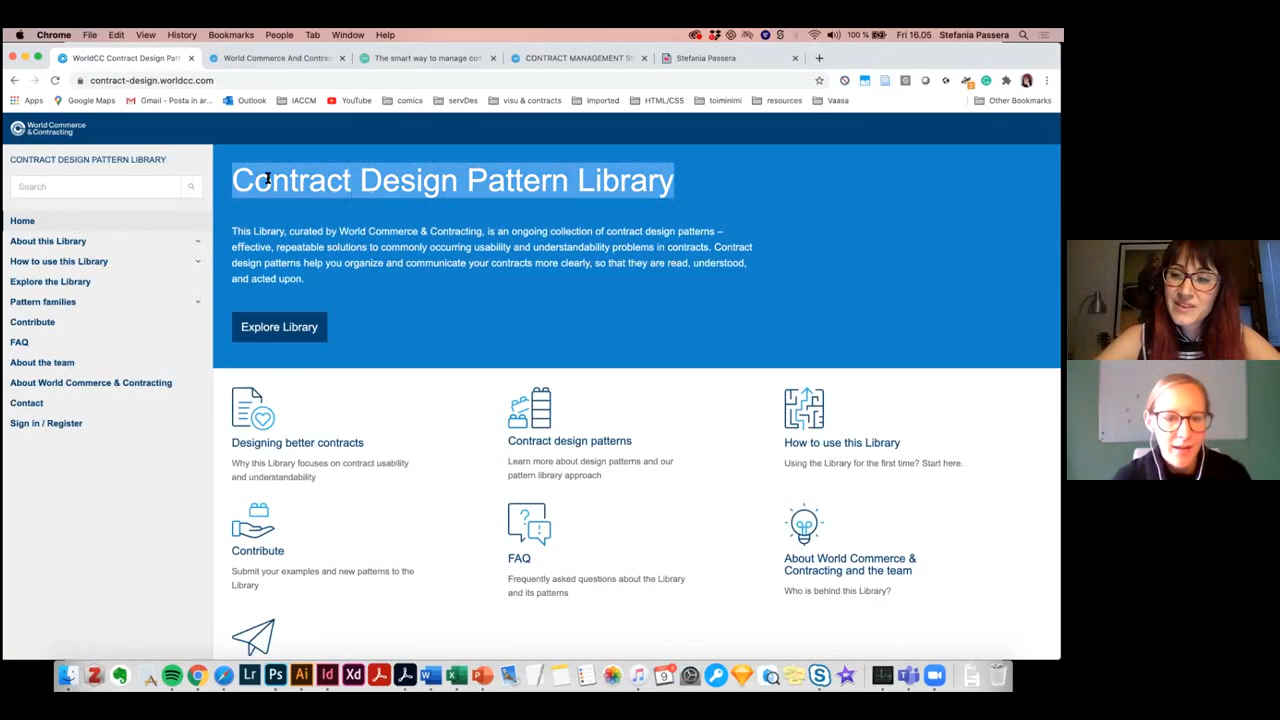 Chrome File Edit View History Bookmarks People Tab Window Help 100 % Fri 16.05 Stefania Passera
WorldCC Contract Design Pat World Commerce And Contrac The smart way to manage con CONTRACT MANAGEMENT St Stefania Passera
contract-design.worldcc.com
Apps Google Maps Gmail - Posta in ar... Outlook IACCM YouTube comics servDes visu & contracts Imported HTML/CSS toiminimi resources Vaasa Other Bookmarks
World Commerce
& Contracting
CONTRACT DESIGN PATTERN LIBRARY
Search
Home
About this Library
How to use this Library
Explore the Library
Pattern families
Contribute
FAQ
About the team
About World Commerce & Contracting
Contact
Sign in / Register
Contract Design Pattern Library
This Library, curated by World Commerce & Contracting, is an ongoing collection of contract design patterns –
effective, repeatable solutions to commonly occurring usability and understandability problems in contracts. Contract
design patterns help you organize and communicate your contracts more clearly, so that they are read, understood,
and acted upon.
Explore Library
Designing better contracts
Why this Library focuses on contract usability
and understandability
Contract design patterns
Learn more about design patterns and our
pattern library approach
How to use this Library
Using the Library for the first time? Start here.
Contribute
Submit your examples and new patterns to the
Library
FAQ
Frequently asked questions about the Library
and its patterns
About World Commerce &
Contracting and the team
Who is behind this Library?
Lr Ps Ai Id Xd 9